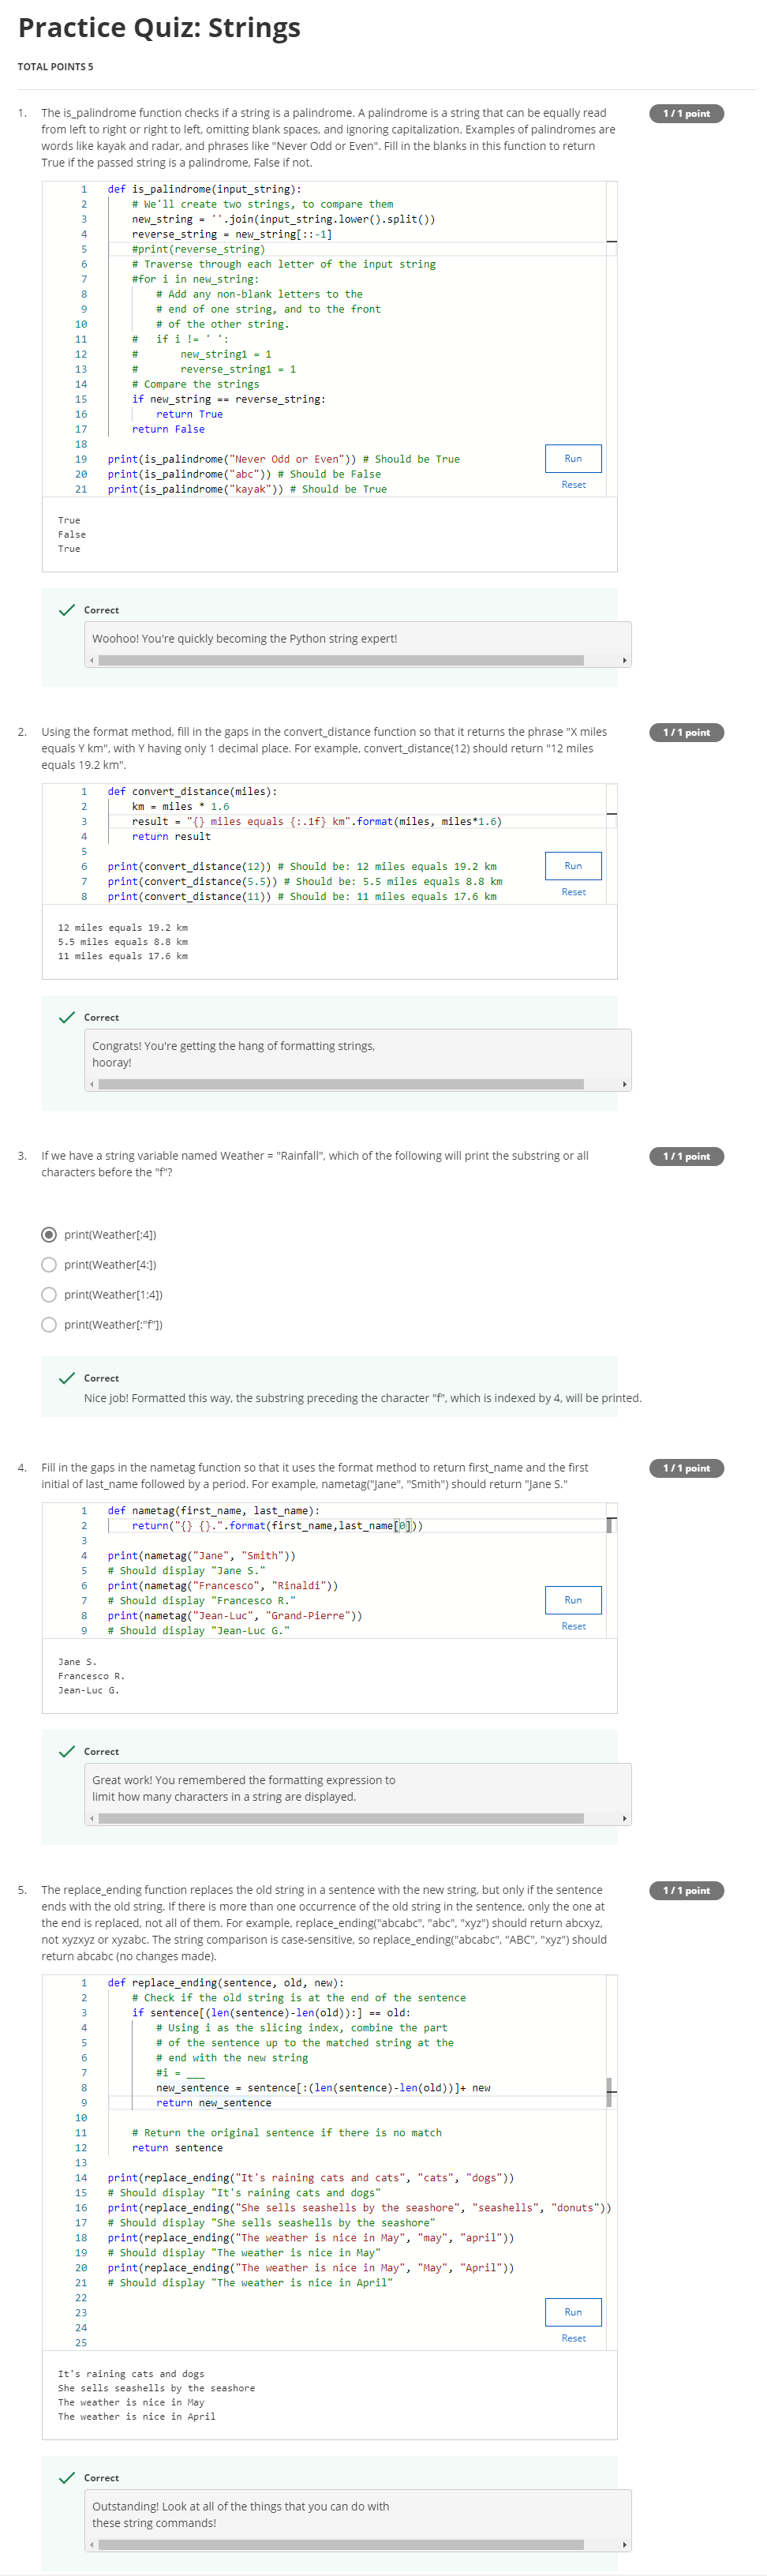 Practice Quiz: Strings
TOTAL POINTS 5
1. The is_palindrome function checks if a string is a palindrome. A palindrome is a string that can be equally read
1 / 1 point
from left to right or right to left, omitting blank spaces, and ignoring capitalization. Examples of palindromes are
words like kayak and radar, and phrases like "Never Odd or Even". Fill in the blanks in this function to return
True if the passed string is a palindrome, False if not.
1 def is_palindrome(input_string):
2 # We'll create two strings, to compare them
3 new_string = ''.join(input_string.lower().split())
4 reverse_string = new_string[::-1]
5 #print(reverse_string)
6 # Traverse through each letter of the input string
7 #for i in new_string:
8 # Add any non-blank letters to the
9 # end of one string, and to the front
10 # of the other string.
11 # if i != ' ':
12 # new_string1 = 1
13 # reverse_string1 = 1
14 # Compare the strings
15 if new_string == reverse_string:
16 return True
17 return False
18
19 print(is_palindrome("Never Odd or Even")) # Should be True
20 print(is_palindrome("abc")) # Should be False
21 print(is_palindrome("kayak")) # Should be True
Run
Reset
True
False
True
Correct
Woohoo! You're quickly becoming the Python string expert!
2. Using the format method, fill in the gaps in the convert_distance function so that it returns the phrase "X miles
1 / 1 point
equals Y km", with Y having only 1 decimal place. For example, convert_distance(12) should return "12 miles
equals 19.2 km".
1 def convert_distance(miles):
2 km = miles * 1.6
3 result = "{} miles equals {:.1f} km".format(miles, miles*1.6)
4 return result
5
6 print(convert_distance(12)) # Should be: 12 miles equals 19.2 km
7 print(convert_distance(5.5)) # Should be: 5.5 miles equals 8.8 km
8 print(convert_distance(11)) # Should be: 11 miles equals 17.6 km
Run
Reset
12 miles equals 19.2 km
5.5 miles equals 8.8 km
11 miles equals 17.6 km
Correct
Congrats! You're getting the hang of formatting strings,
hooray!
3. If we have a string variable named Weather = "Rainfall", which of the following will print the substring or all
1 / 1 point
characters before the "f"?
print(Weather[:4])
print(Weather[4:])
print(Weather[1:4])
print(Weather[:"f"])
Correct
Nice job! Formatted this way, the substring preceding the character "f", which is indexed by 4, will be printed.
4. Fill in the gaps in the nametag function so that it uses the format method to return first_name and the first
1 / 1 point
initial of last_name followed by a period. For example, nametag("Jane", "Smith") should return "Jane S."
1 def nametag(first_name, last_name):
2 return("{} {}.".format(first_name,last_name[0]))
3
4 print(nametag("Jane", "Smith"))
5 # Should display "Jane S."
6 print(nametag("Francesco", "Rinaldi"))
7 # Should display "Francesco R."
8 print(nametag("Jean-Luc", "Grand-Pierre"))
9 # Should display "Jean-Luc G."
Run
Reset
Jane S.
Francesco R.
Jean-Luc G.
Correct
Great work! You remembered the formatting expression to
limit how many characters in a string are displayed.
5. The replace_ending function replaces the old string in a sentence with the new string, but only if the sentence
1 / 1 point
ends with the old string. If there is more than one occurrence of the old string in the sentence, only the one at
the end is replaced, not all of them. For example, replace_ending("abcabc", "abc", "xyz") should return abcxyz,
not xyzxyz or xyzabc. The string comparison is case-sensitive, so replace_ending("abcabc", "ABC", "xyz") should
return abcabc (no changes made).
1 def replace_ending(sentence, old, new):
2 # Check if the old string is at the end of the sentence
3 if sentence[(len(sentence)-len(old)):] == old:
4 # Using i as the slicing index, combine the part
5 # of the sentence up to the matched string at the
6 # end with the new string
7 #i = ___
8 new_sentence = sentence[:(len(sentence)-len(old))]+ new
9 return new_sentence
10
11 # Return the original sentence if there is no match
12 return sentence
13
14 print(replace_ending("It's raining cats and cats", "cats", "dogs"))
15 # Should display "It's raining cats and dogs"
16 print(replace_ending("She sells seashells by the seashore", "seashells", "donuts"))
17 # Should display "She sells seashells by the seashore"
18 print(replace_ending("The weather is nice in May", "may", "april"))
19 # Should display "The weather is nice in May"
20 print(replace_ending("The weather is nice in May", "May", "April"))
21 # Should display "The weather is nice in April"
22
23
24
25
Run
Reset
It's raining cats and dogs
She sells seashells by the seashore
The weather is nice in May
The weather is nice in April
Correct
Outstanding! Look at all of the things that you can do with
these string commands!